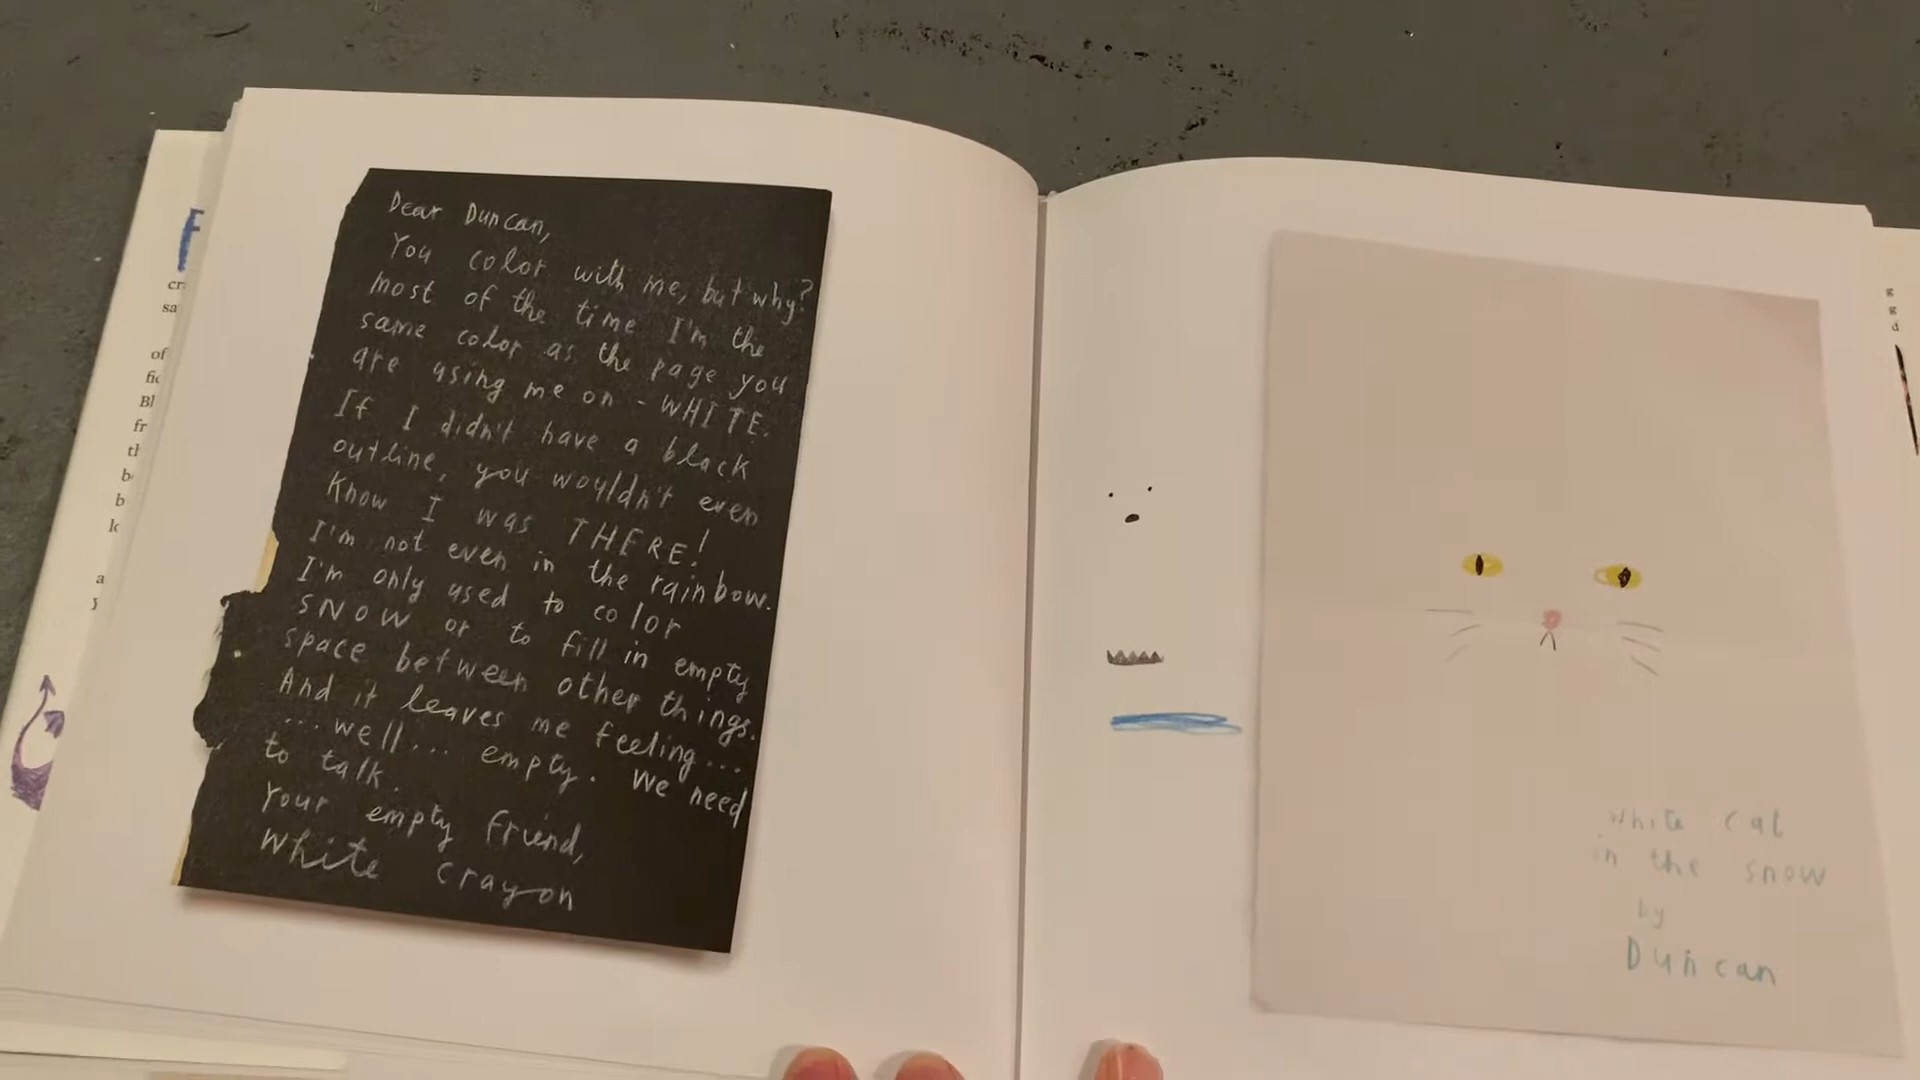 Dear Duncan,
You color with me, but why?
most of the time I'm the
same color as the page you
are using me on - WHITE.
If I didn't have a black
outline, you wouldn't even
know I was THERE!
I'm not even in the rainbow.
I'm only used to color
SNOW or to fill in empty
space between other things.
And it leaves me feeling...
...well... empty. We need
to talk.
Your empty friend,
White crayon
white cat
in the snow
by
Duncan